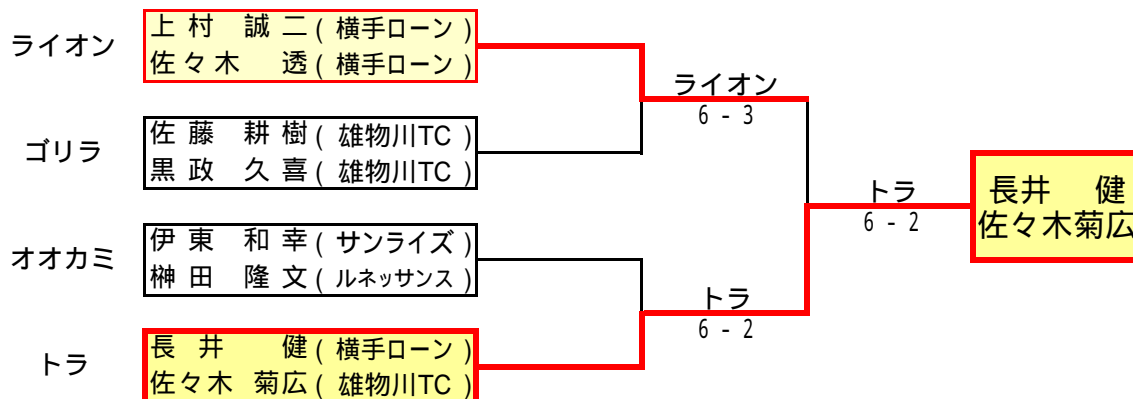 ライオン
上村 誠二(横手ローン)
佐々木 透(横手ローン)
ゴリラ
佐藤 耕樹(雄物川TC)
黒政 久喜(雄物川TC)
オオカミ
伊東 和幸(サンライズ)
榊田 隆文(ルネッサンス)
トラ
長井 健(横手ローン)
佐々木 菊広(雄物川TC)
ライオン
6 - 3
トラ
6 - 2
トラ
6 - 2
長井 健
佐々木菊広